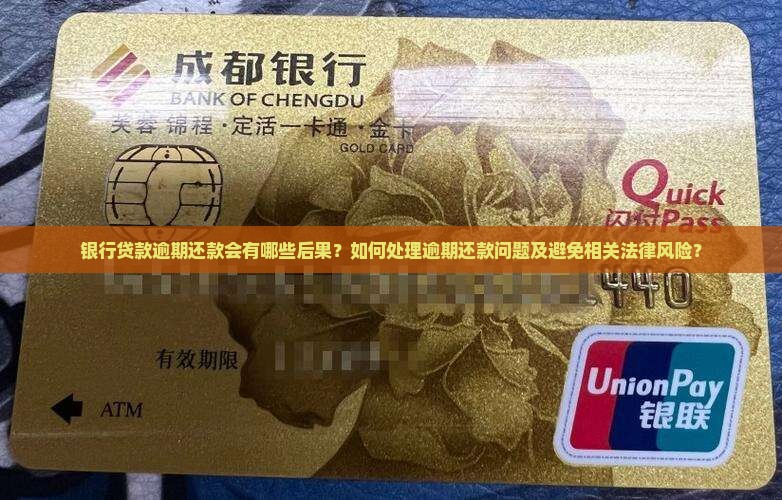 成都银行
BANK OF CHENGDU
芙蓉 锦程·定活一卡通·金卡
GOLD CARD
Quick
闪付Pass
银行贷款逾期还款会有哪些后果？如何处理逾期还款问题及避免相关法律风险？
1440
有效期限
ATM
UnionPay
银联